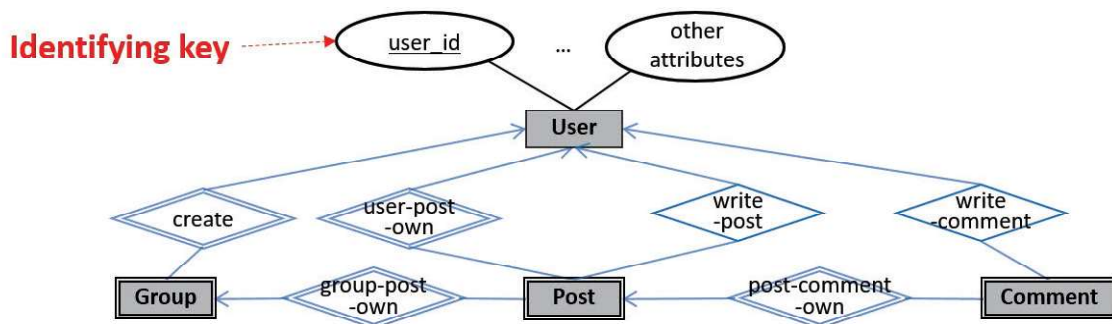 Identifying key
user_id
...
other
attributes
User
create
user-post
-own
write
-post
write
-comment
Group
group-post
-own
Post
post-comment
-own
Comment